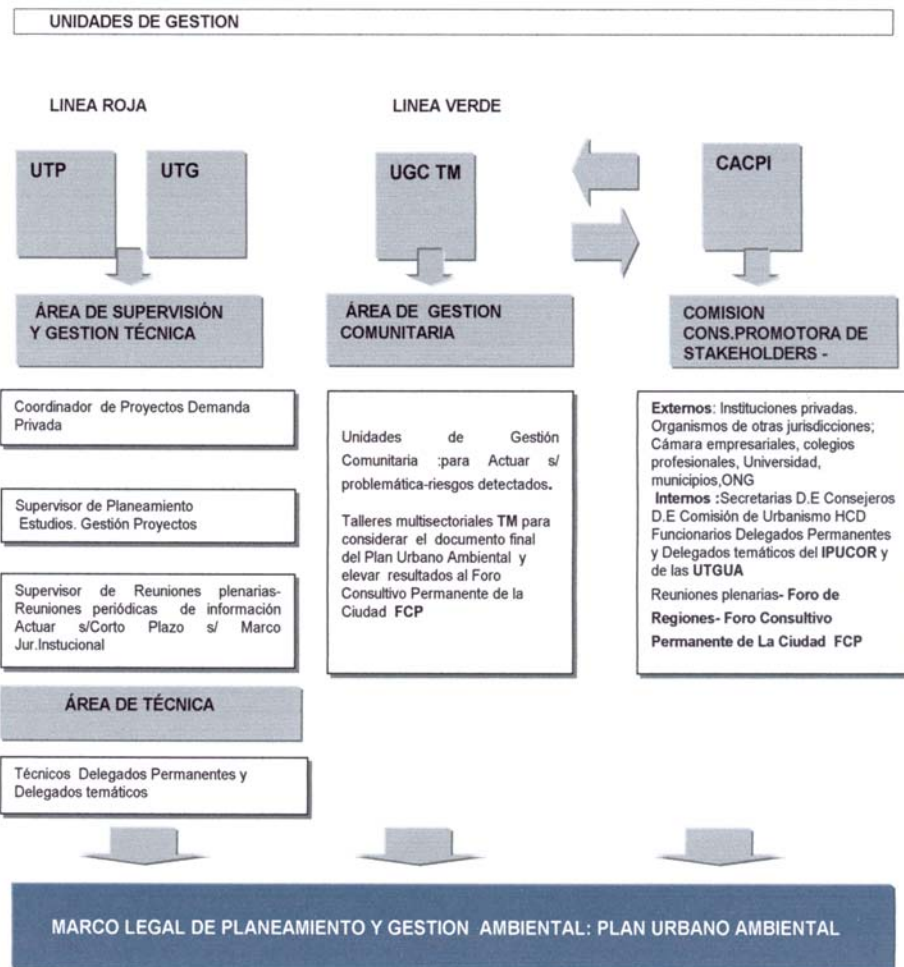 UNIDADES DE GESTION
LINEA ROJA
LINEA VERDE
UTP
UTG
UGC TM
CACPI
ÁREA DE SUPERVISIÓN
Y GESTION TÉCNICA
ÁREA DE GESTION
COMUNITARIA
COMISION
CONS.PROMOTORA DE
STAKEHOLDERS -
Coordinador de Proyectos Demanda
Privada
Supervisor de Planeamiento
Estudios. Gestión Proyectos
Supervisor de Reuniones plenarias-
Reuniones periódicas de información
Actuar s/Corto Plazo s/ Marco
Jur.Instucional
ÁREA DE TÉCNICA
Técnicos Delegados Permanentes y
Delegados temáticos
Unidades de Gestión
Comunitaria :para Actuar s/
problemática-riesgos detectados.
Talleres multisectoriales TM para
considerar el documento final
del Plan Urbano Ambiental y
elevar resultados al Foro
Consultivo Permanente de la
Ciudad FCP
Externos: Instituciones privadas.
Organismos de otras jurisdicciones;
Cámara empresariales, colegios
profesionales, Universidad,
municipios,ONG
Internos :Secretarias D.E Consejeros
D.E Comisión de Urbanismo HCD
Funcionarios Delegados Permanentes
y Delegados temáticos del IPUCOR y
de las UTGUA
Reuniones plenarias- Foro de
Regiones- Foro Consultivo
Permanente de La Ciudad FCP
MARCO LEGAL DE PLANEAMIENTO Y GESTION AMBIENTAL: PLAN URBANO AMBIENTAL